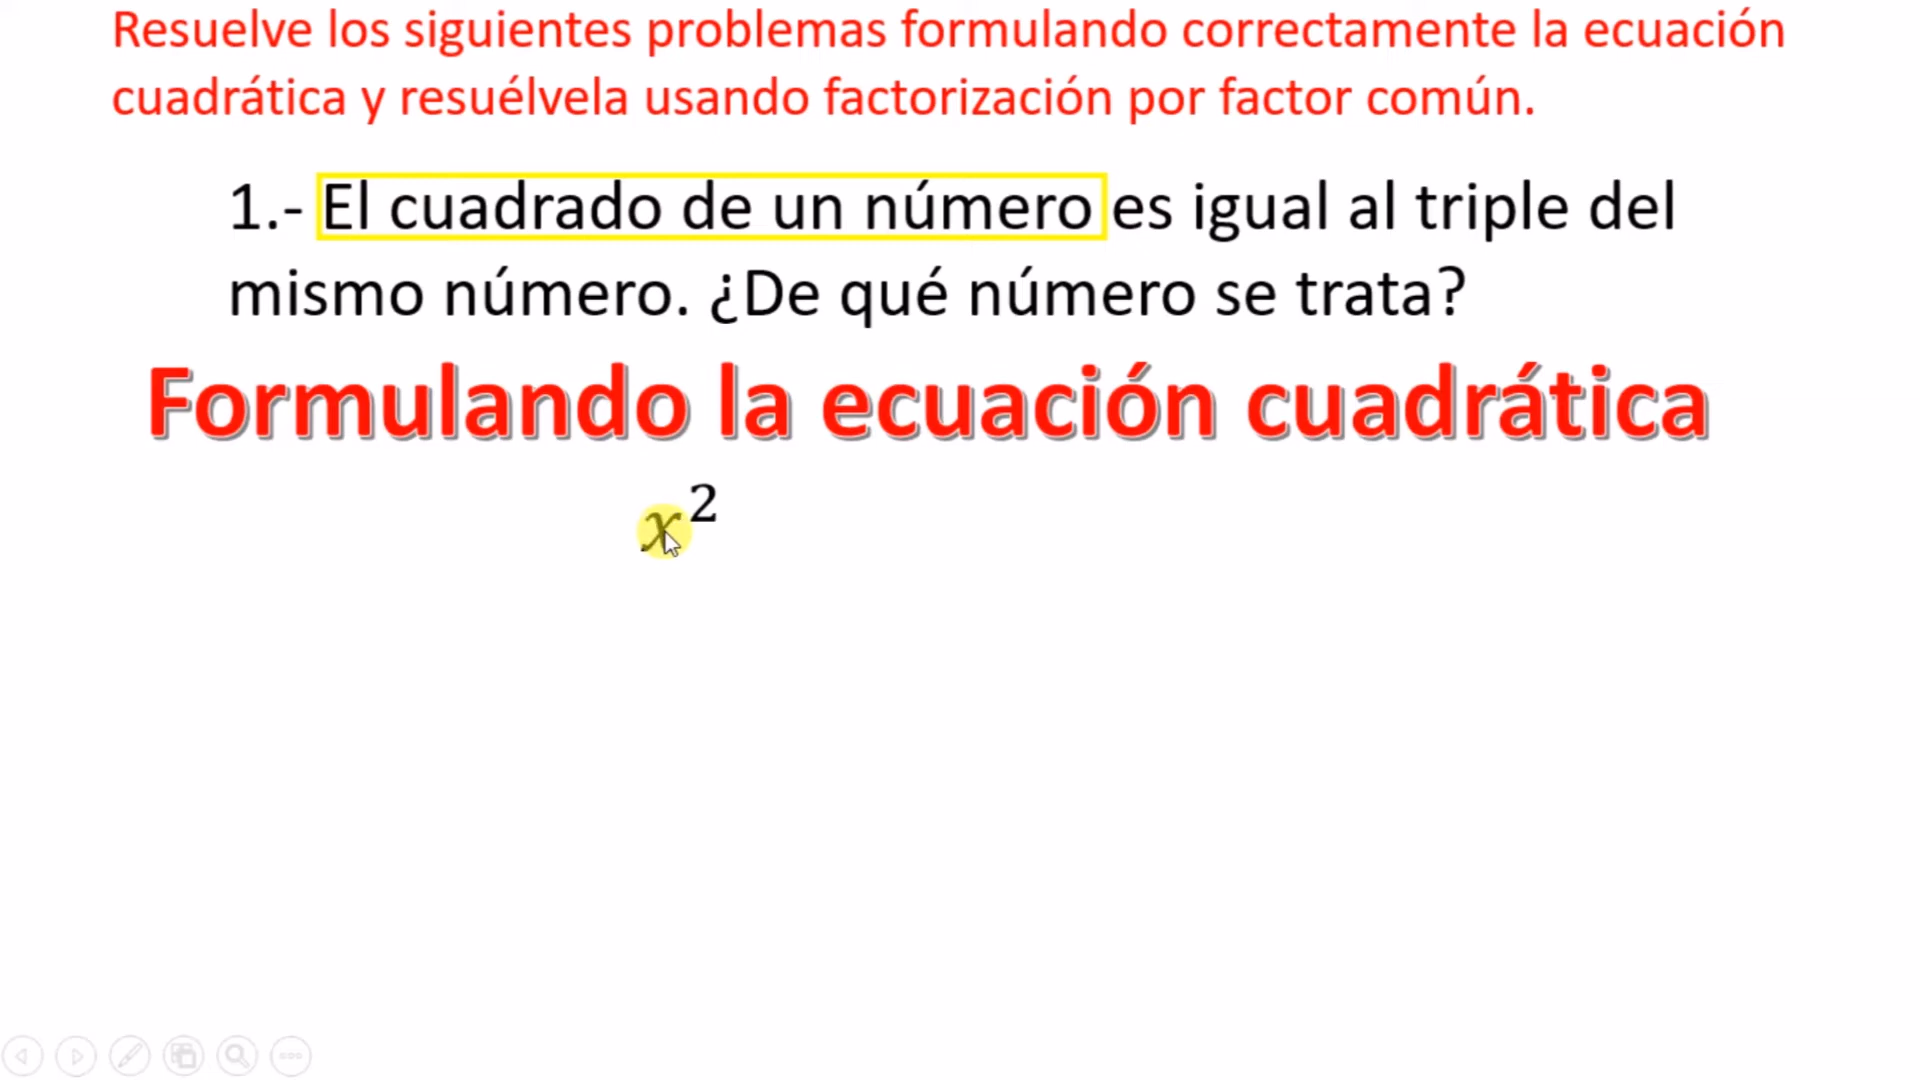 Resuelve los siguientes problemas formulando correctamente la ecuación
cuadrática y resuélvela usando factorización por factor común.
1.- El cuadrado de un número es igual al triple del
mismo número. ¿De qué número se trata?
Formulando la ecuación cuadrática
x²